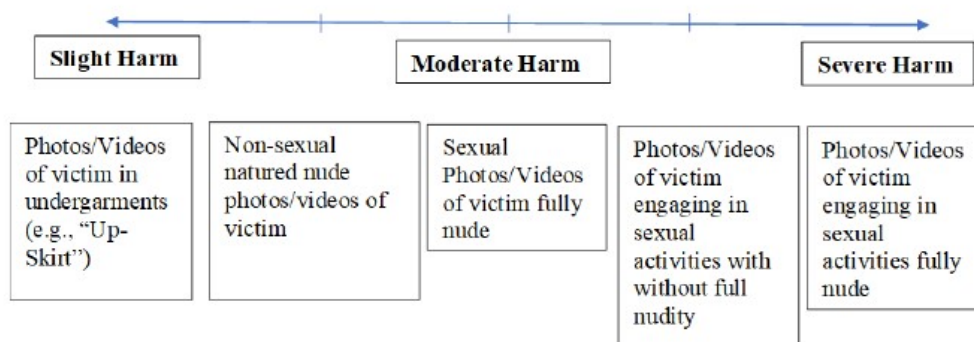 Slight Harm
Moderate Harm
Severe Harm
Photos/Videos
of victim in
undergarments
(e.g., “Up-
Skirt”)
Non-sexual
natured nude
photos/videos of
victim
Sexual
Photos/Videos
of victim fully
nude
Photos/Videos
of victim
engaging in
sexual
activities with
without full
nudity
Photos/Videos
of victim
engaging in
sexual
activities fully
nude